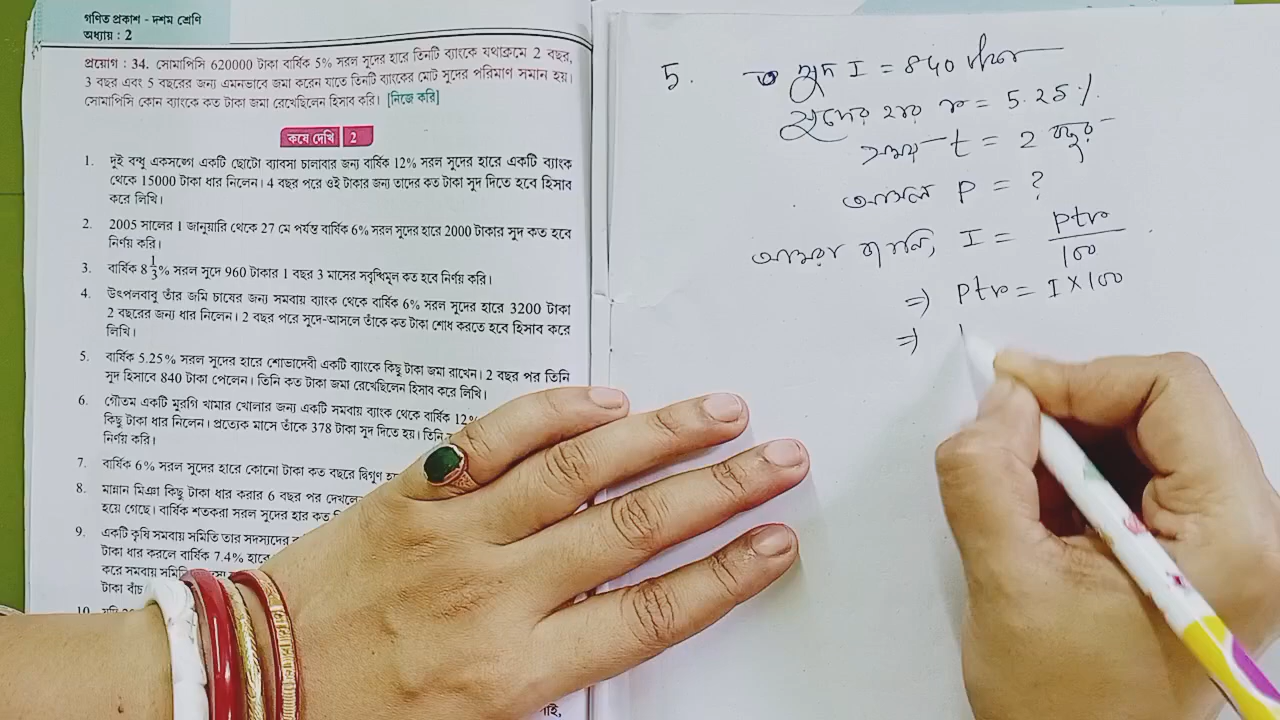 গণিত প্রকাশ - দশম শ্রেণি
অধ্যায় : 2
প্রয়োগ : 34. সোমাপিসি 620000 টাকা বার্ষিক 5% সরল সুদের হারে তিনটি ব্যাংকে যথাক্রমে 2 বছর,
3 বছর এবং 5 বছরের জন্য এমনভাবে জমা করেন যাতে তিনটি ব্যাংকের মোট সুদের পরিমাণ সমান হয়।
সোমাপিসি কোন ব্যাংকে কত টাকা জমা রেখেছিলেন হিসাব করি। [নিজে করি]
কষে দেখি 2
1. দুই বন্ধু একসঙ্গে একটি ছোটো ব্যাবসা চালাবার জন্য বার্ষিক 12% সরল সুদের হারে একটি ব্যাংক
থেকে 15000 টাকা ধার নিলেন। 4 বছর পরে ওই টাকার জন্য তাদের কত টাকা সুদ দিতে হবে হিসাব
করে লিখি।
2. 2005 সালের 1 জানুয়ারি থেকে 27 মে পর্যন্ত বার্ষিক 6% সরল সুদের হারে 2000 টাকার সুদ কত হবে
নির্ণয় করি।
3. বার্ষিক 8 1/3% সরল সুদে 960 টাকার 1 বছর 3 মাসের সবৃদ্ধিমূল কত হবে নির্ণয় করি।
4. উৎপলবাবু তাঁর জমি চাষের জন্য সমবায় ব্যাংক থেকে বার্ষিক 6% সরল সুদের হারে 3200 টাকা
2 বছরের জন্য ধার নিলেন। 2 বছর পরে সুদে-আসলে তাঁকে কত টাকা শোধ করতে হবে হিসাব করে
লিখি।
5. বার্ষিক 5.25% সরল সুদের হারে শোভাদেবী একটি ব্যাংকে কিছু টাকা জমা রাখেন। 2 বছর পর তিনি
সুদ হিসাবে 840 টাকা পেলেন। তিনি কত টাকা জমা রেখেছিলেন হিসাব করে লিখি।
6. গৌতম একটি মুরগি খামার খোলার জন্য একটি সমবায় ব্যাংক থেকে বার্ষিক 12%
কিছু টাকা ধার নিলেন। প্রত্যেক মাসে তাঁকে 378 টাকা সুদ দিতে হয়। তিনি
নির্ণয় করি।
7. বার্ষিক 6% সরল সুদের হারে কোনো টাকা কত বছরে দ্বিগুণ
8. মান্নান মিঞা কিছু টাকা ধার করার 6 বছর পর দেখলেন
হয়ে গেছে। বার্ষিক শতকরা সরল সুদের হার কত
9. একটি কৃষি সমবায় সমিতি তার সদস্যদের
টাকা ধার করলে বার্ষিক 7.4% হারে
করে সমবায় সমিতি
টাকা বাঁচ
10.
5. সুদ I = 840 টাকা
সুদের হার r = 5.25%.
সময় t = 2 বছর
আসল P = ?
আমরা জানি, I = ptr/100
⇒ Ptr = I×100
⇒